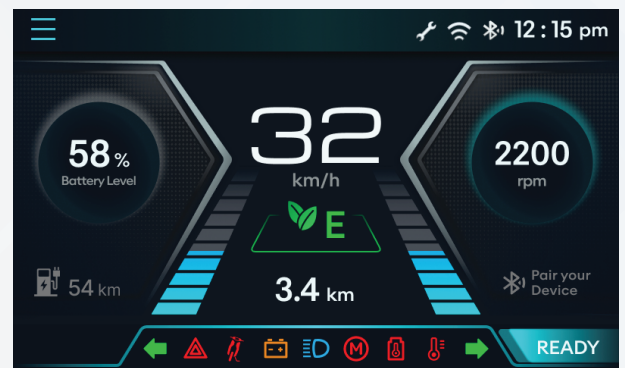 12 : 15 pm
58 %
Battery Level
32
km/h
2200
rpm
E
54 km
3.4 km
Pair your
Device
M
READY